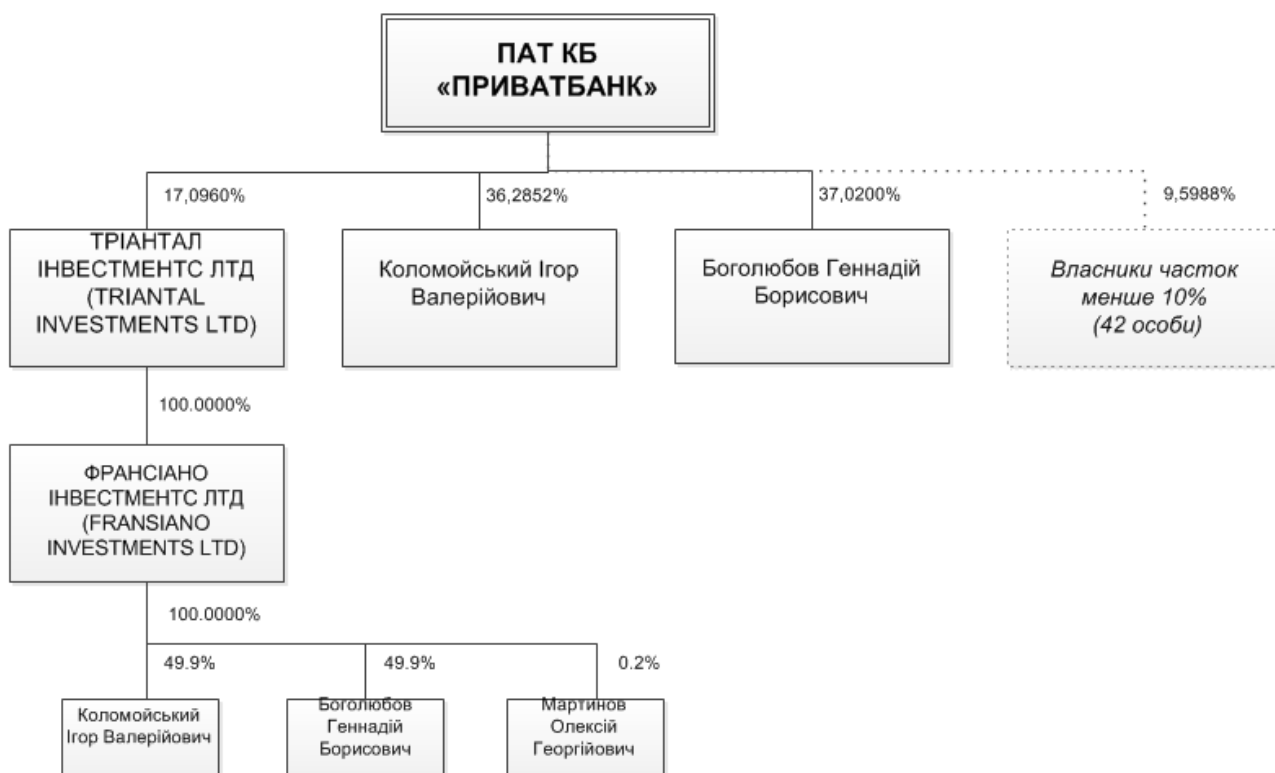 ПАТ КБ
«ПРИВАТБАНК»
17,0960%
36,2852%
37,0200%
9,5988%
ТРІАНТАЛ
ІНВЕСТМЕНТС ЛТД
(TRIANTAL
INVESTMENTS LTD)
Коломойський Ігор
Валерійович
Боголюбов Геннадій
Борисович
Власники часток
менше 10%
(42 особи)
100.0000%
ФРАНСІАНО
ІНВЕСТМЕНТС ЛТД
(FRANSIANO
INVESTMENTS LTD)
100.0000%
49.9%
49.9%
0.2%
Коломойський
Ігор Валерійович
Боголюбов
Геннадій
Борисович
Мартинов
Олексій
Георгійович